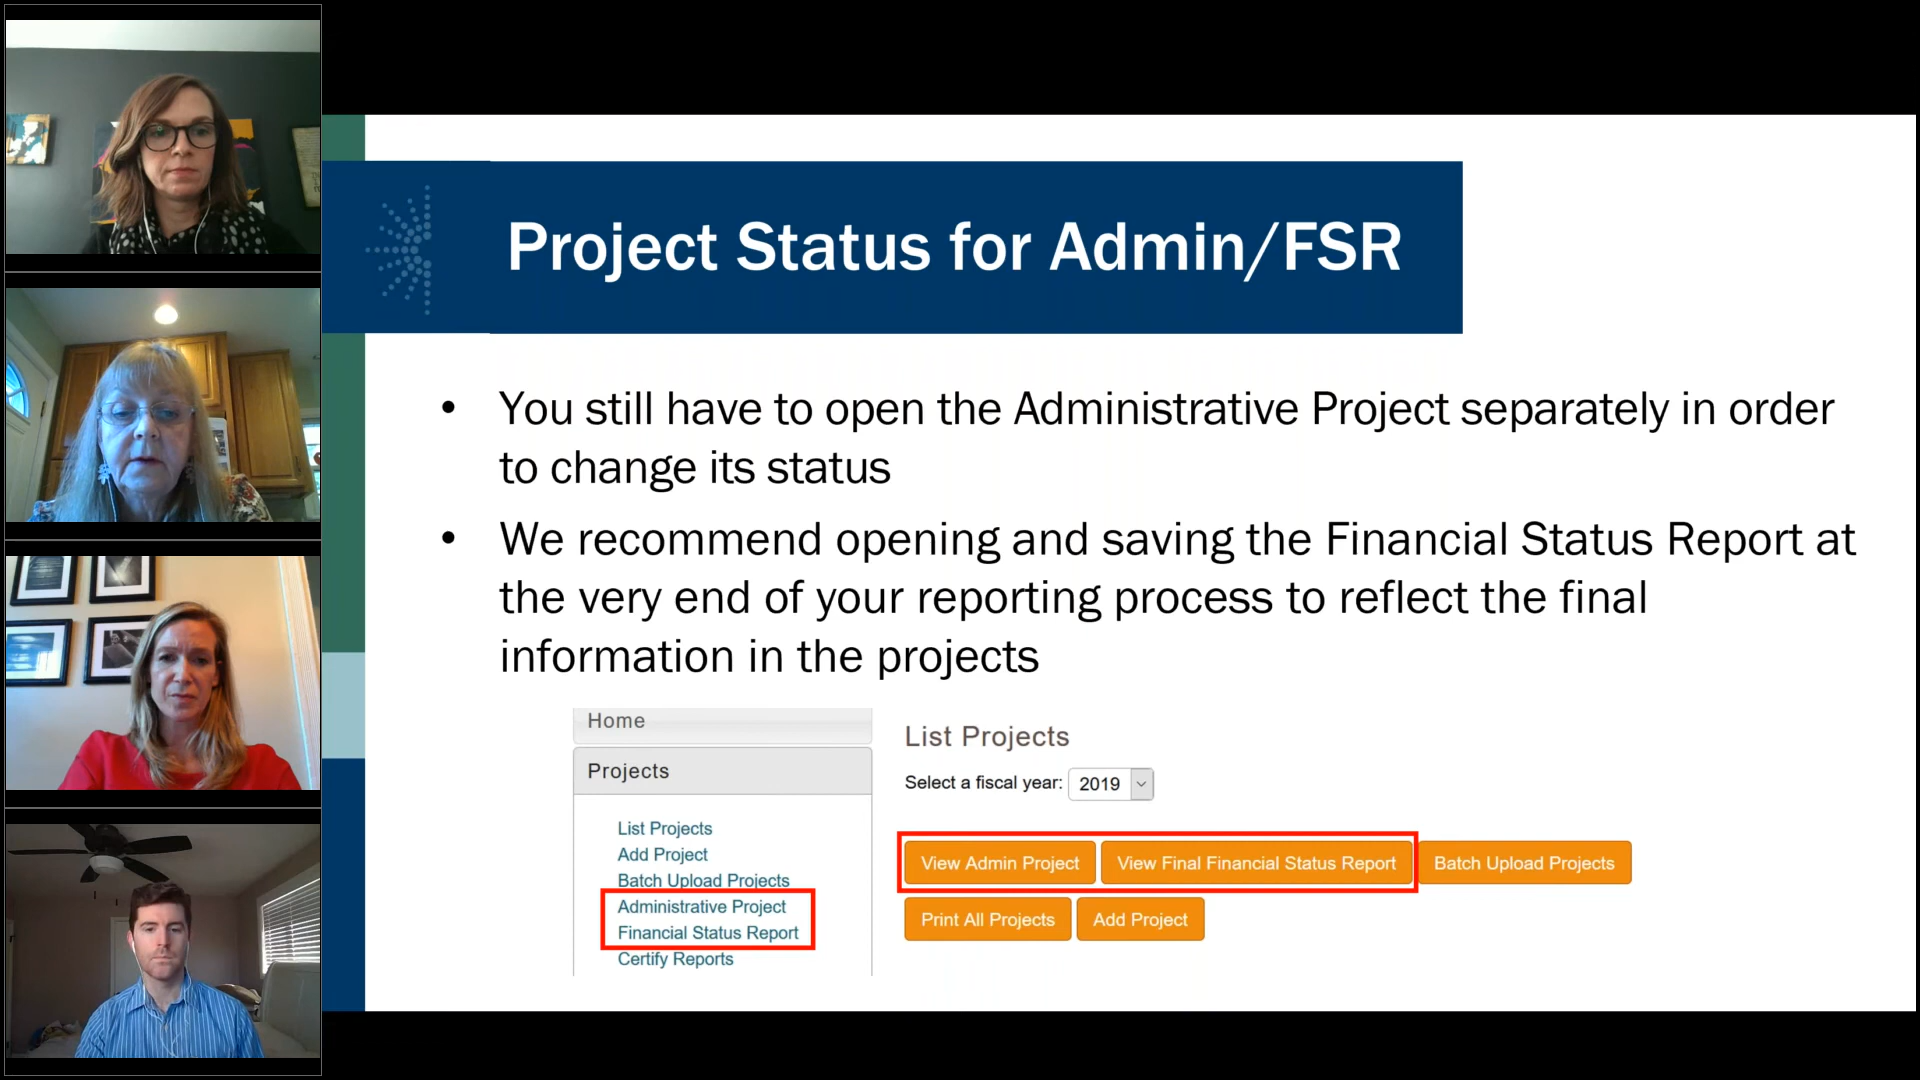 Project Status for Admin/FSR
• You still have to open the Administrative Project separately in order
to change its status
• We recommend opening and saving the Financial Status Report at
the very end of your reporting process to reflect the final
information in the projects
Home
Projects
List Projects
Add Project
Batch Upload Projects
Administrative Project
Financial Status Report
Certify Reports
List Projects
Select a fiscal year: 2019
View Admin Project View Final Financial Status Report Batch Upload Projects
Print All Projects Add Project